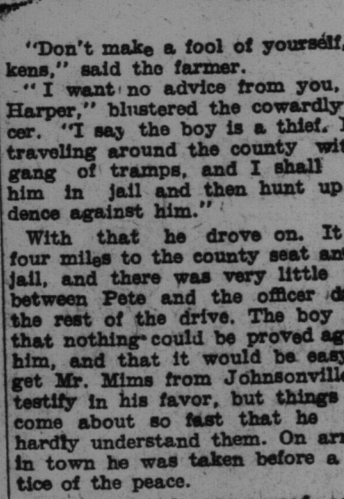 "Don't make a fool of yourself,
kens," said the farmer.
"I want no advice from you,
Harper," blustered the cowardly
cer. "I say the boy is a thief.
traveling around the county wit
gang of tramps, and I shall
him in jail and then hunt up
dence against him."
With that he drove on. It
four miles to the county seat an
jail, and there was very little
between Pete and the officer d
the rest of the drive. The boy
that nothing could be proved ag
him, and that it would be easy
get Mr. Mims from Johnsonville
testify in his favor, but things
come about so fast that he
hardly understand them. On arr
in town he was taken before a
tice of the peace.